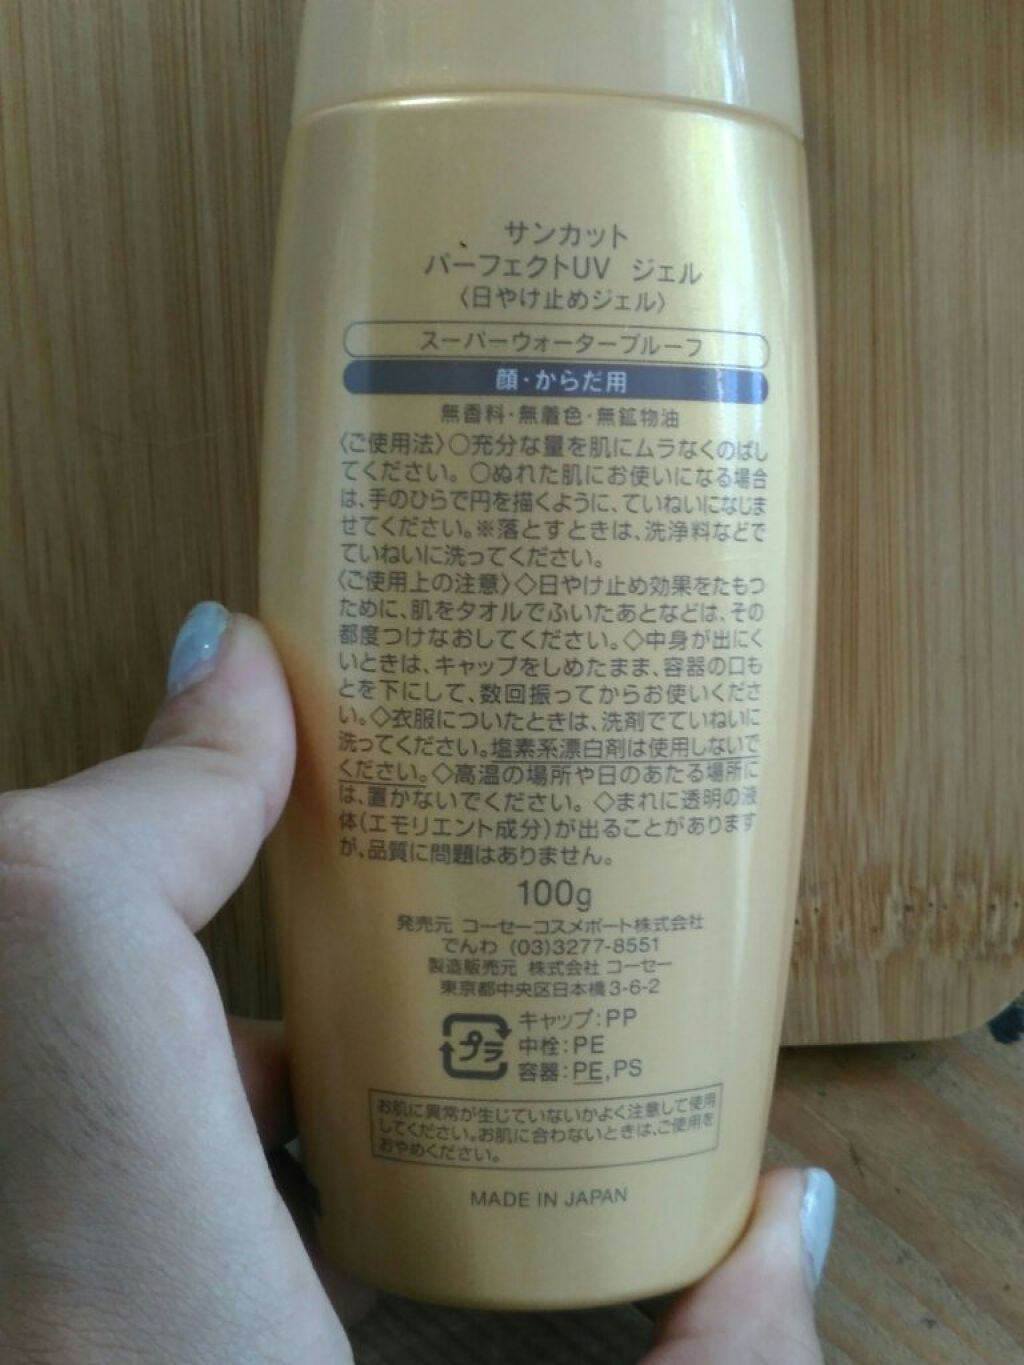 サンカット
パーフェクトUV ジェル
〈日やけ止めジェル〉
スーパーウォータープルーフ
顔・からだ用
無香料・無着色・無鉱物油
〈ご使用法〉○充分な量を肌にムラなくのばし
てください。○ぬれた肌にお使いになる場合
は、手のひらで円を描くように、ていねいになじま
せてください。※落とすときは、洗浄料などで
ていねいに洗ってください。
〈ご使用上の注意〉◇日やけ止め効果をたもつ
ために、肌をタオルでふいたあとなどは、その
都度つけなおしてください。◇中身が出にく
いときは、キャップをしめたまま、容器の口も
とを下にして、数回振ってからお使いくださ
い。◇衣服についたときは、洗剤でていねいに
洗ってください。塩素系漂白剤は使用しないで
ください。◇高温の場所や日のあたる場所に
は、置かないでください。◇まれに透明の液
体(エモリエント成分)が出ることがあります
が、品質に問題はありません。
100g
発売元 コーセーコスメポート株式会社
でんわ (03)3277-8551
製造販売元 株式会社 コーセー
東京都中央区日本橋3-6-2
プラ
キャップ:PP
中栓:PE
容器:PE,PS
お肌に異常が生じていないかよく注意して使用
してください。お肌に合わないときは、ご使用を
おやめください。
MADE IN JAPAN